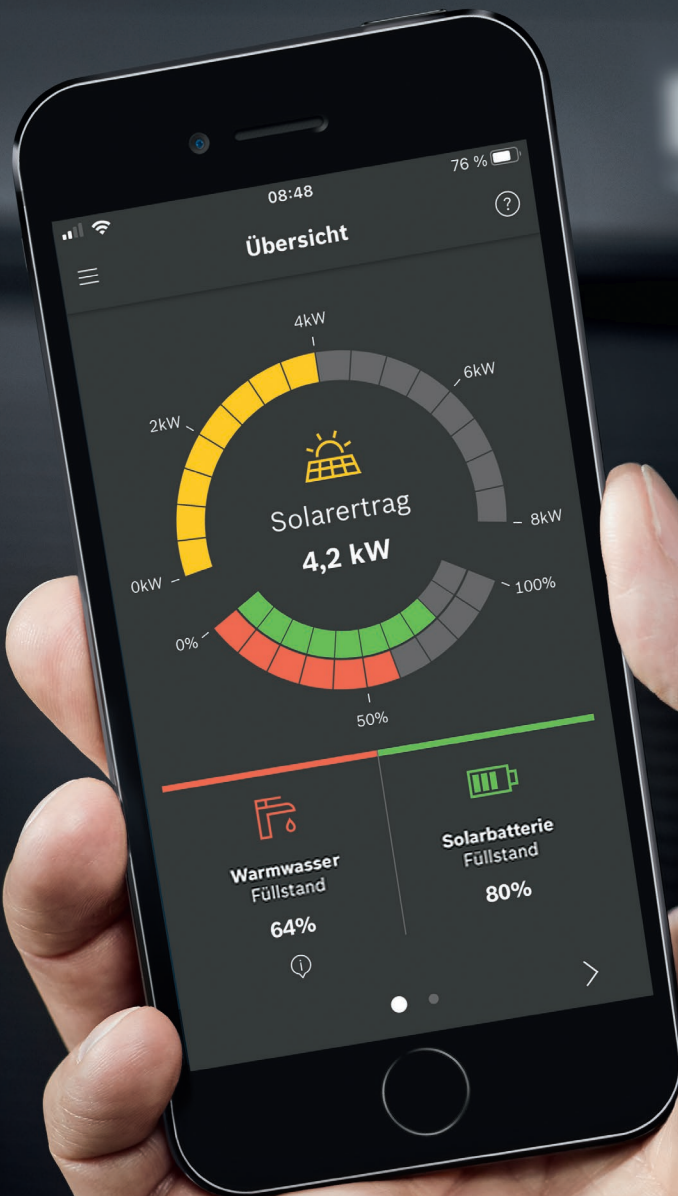 76 %
08:48
Übersicht
?
4kW
6kW
2kW
Solarertrag
4,2 kW
8kW
0kW
100%
0%
50%
Warmwasser
Füllstand
64%
Solarbatterie
Füllstand
80%
i